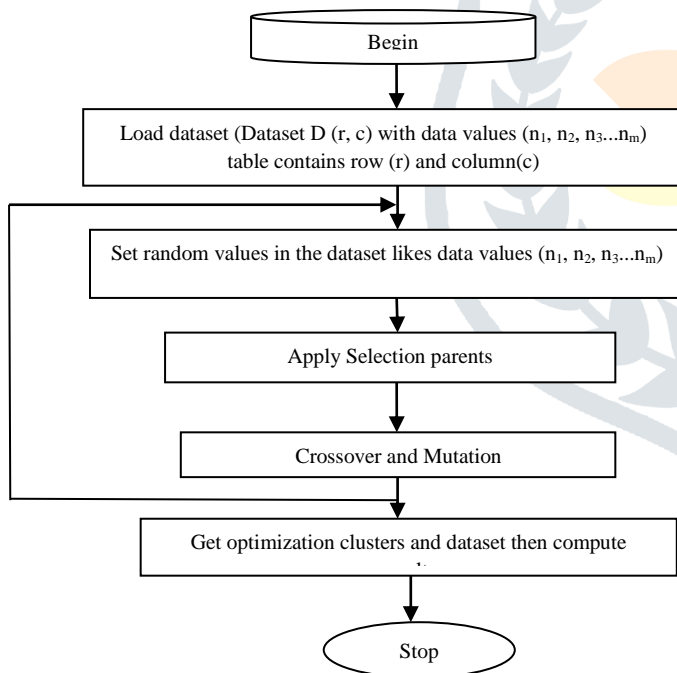 Begin
Load dataset (Dataset D (r, c) with data values (n₁, n₂, n₃...nₘ)
table contains row (r) and column(c
Set random values in the dataset likes data values (n₁, n₂, n₃...nₘ)
Apply Selection parents
Crossover and Mutation
Get optimization clusters and dataset then compute
Stop